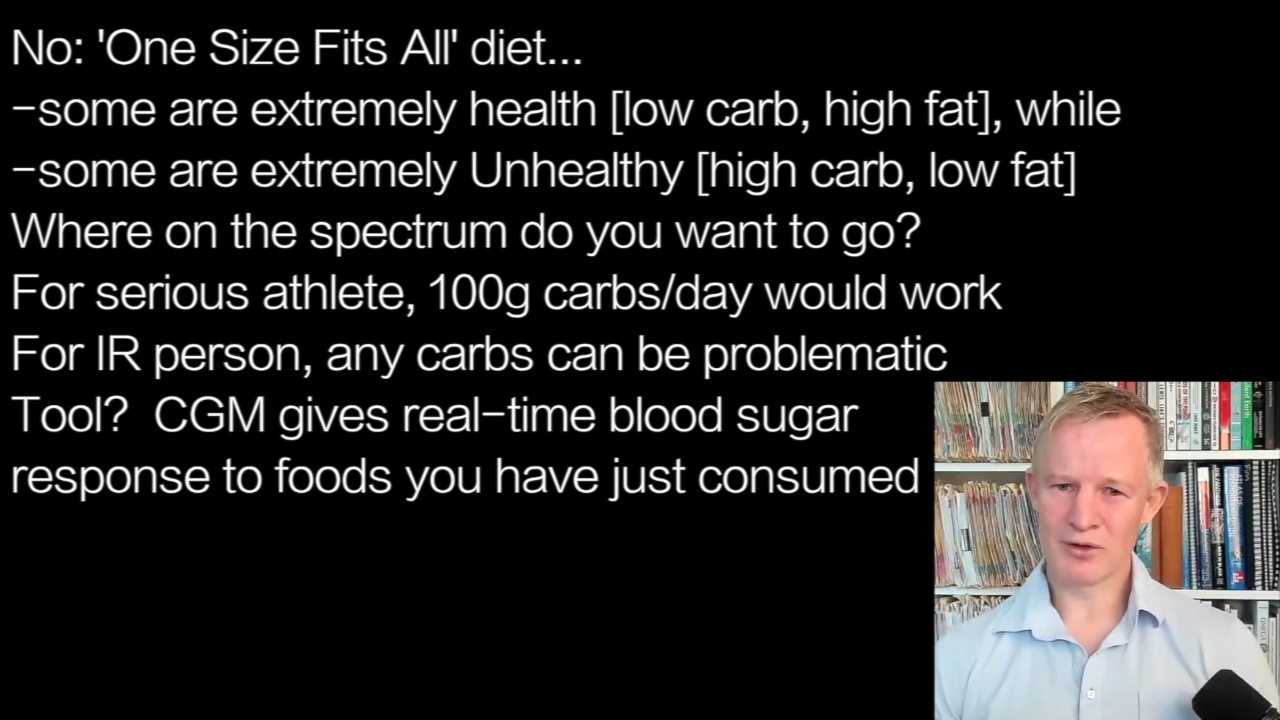 No: 'One Size Fits All' diet...
-some are extremely health [low carb, high fat], while
-some are extremely Unhealthy [high carb, low fat]
Where on the spectrum do you want to go?
For serious athlete, 100g carbs/day would work
For IR person, any carbs can be problematic
Tool?  CGM gives real-time blood sugar
response to foods you have just consumed